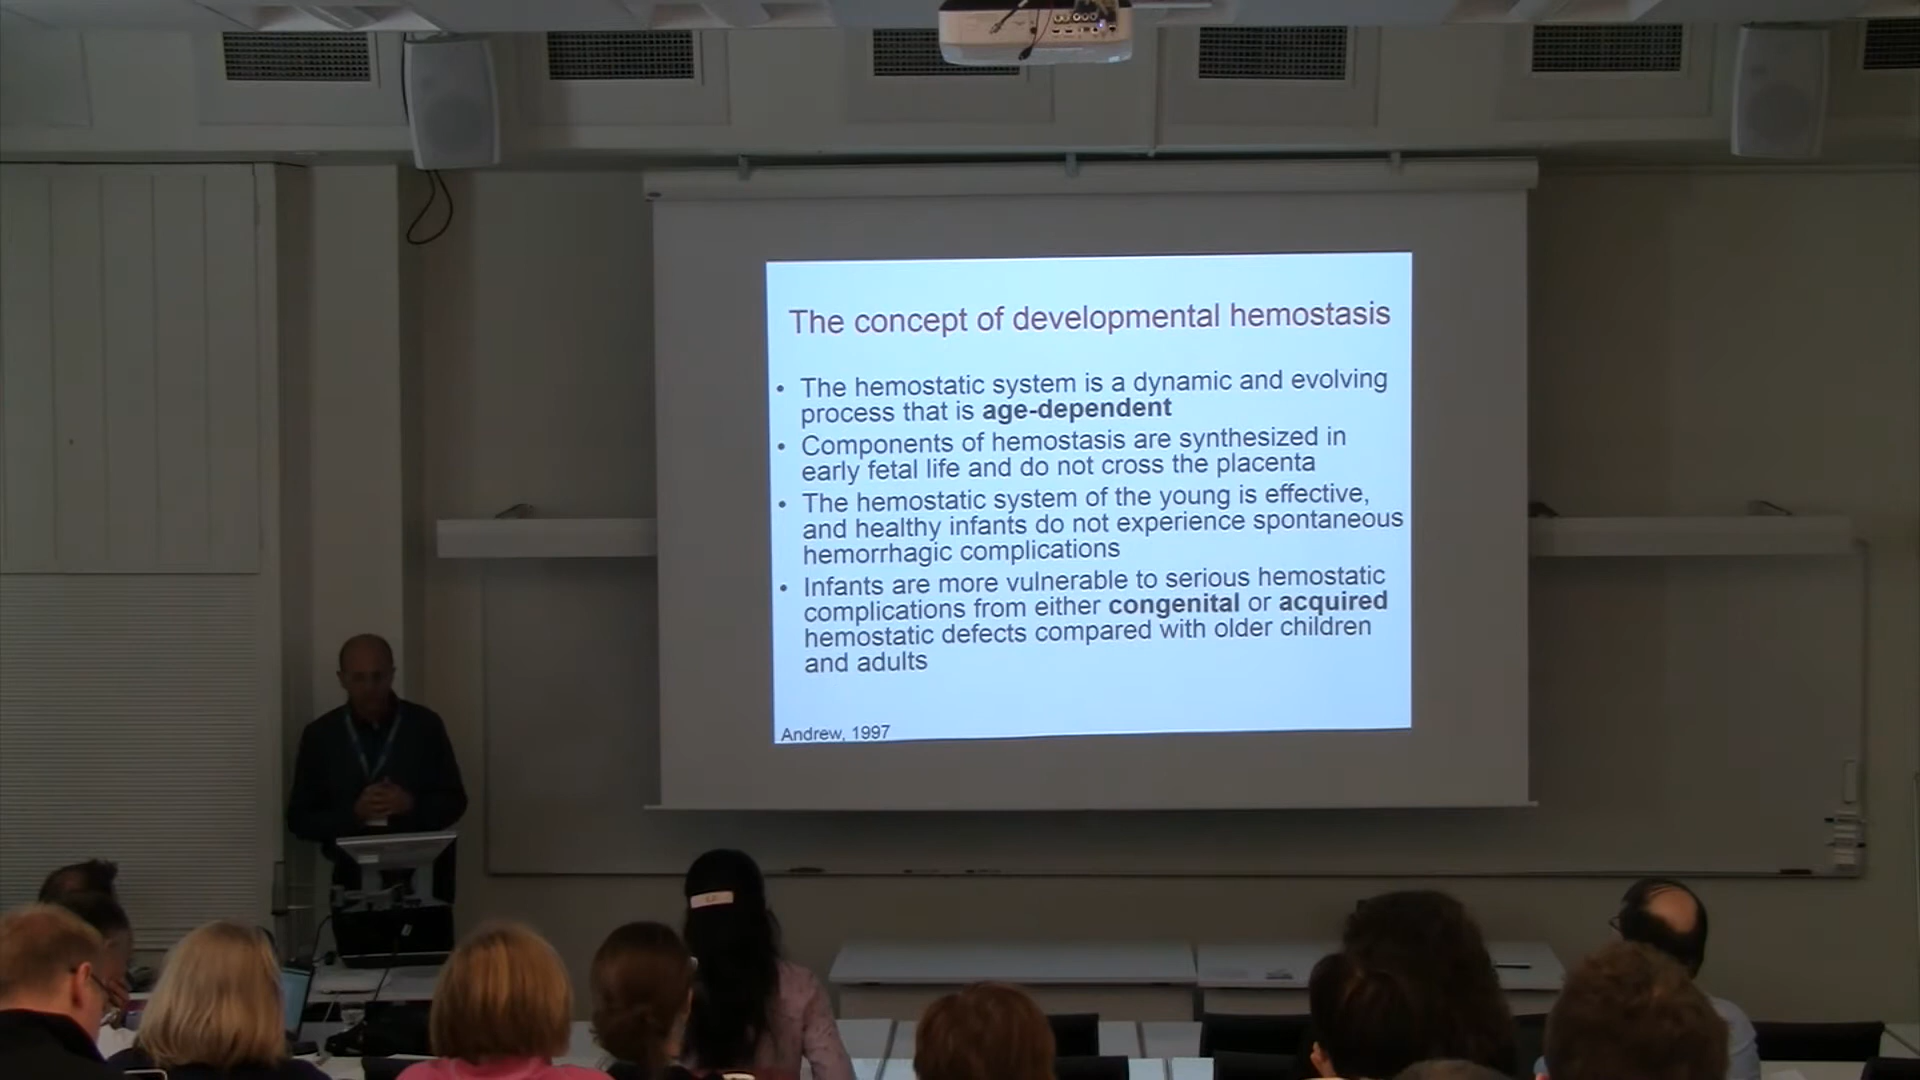 The concept of developmental hemostasis
• The hemostatic system is a dynamic and evolving
process that is age-dependent
• Components of hemostasis are synthesized in
early fetal life and do not cross the placenta
• The hemostatic system of the young is effective,
and healthy infants do not experience spontaneous
hemorrhagic complications
• Infants are more vulnerable to serious hemostatic
complications from either congenital or acquired
hemostatic defects compared with older children
and adults
Andrew, 1997